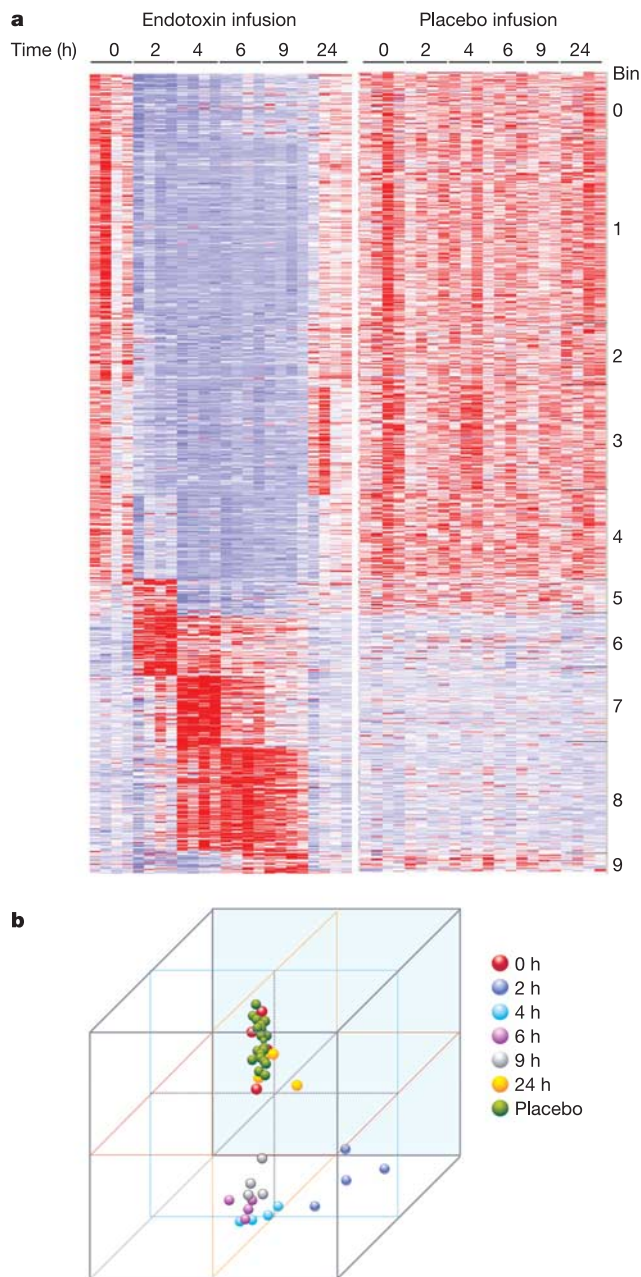 a
Endotoxin infusion Placebo infusion
Time (h) 0 2 4 6 9 24 0 2 4 6 9 24
Bin
0
1
2
3
4
5
6
7
8
9
b
0 h
2 h
4 h
6 h
9 h
24 h
Placebo